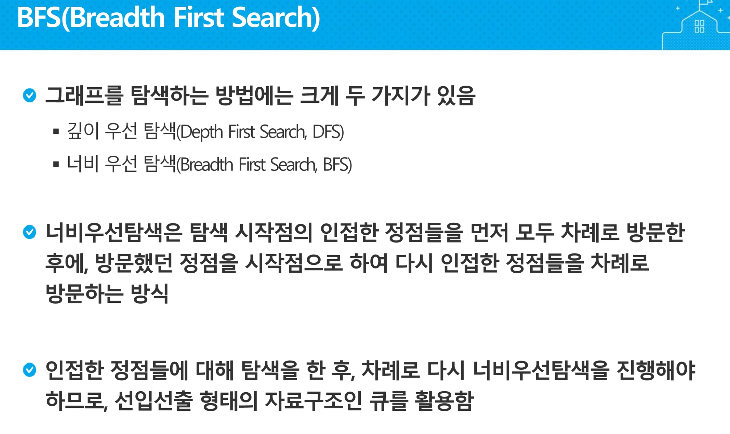 BFS(Breadth First Search)
그래프를 탐색하는 방법에는 크게 두 가지가 있음
깊이 우선 탐색(Depth First Search, DFS)
너비 우선 탐색(Breadth First Search, BFS)
너비우선탐색은 탐색 시작점의 인접한 정점들을 먼저 모두 차례로 방문한
후에, 방문했던 정점을 시작점으로 하여 다시 인접한 정점들을 차례로
방문하는 방식
인접한 정점들에 대해 탐색을 한 후, 차례로 다시 너비우선탐색을 진행해야
하므로, 선입선출 형태의 자료구조인 큐를 활용함